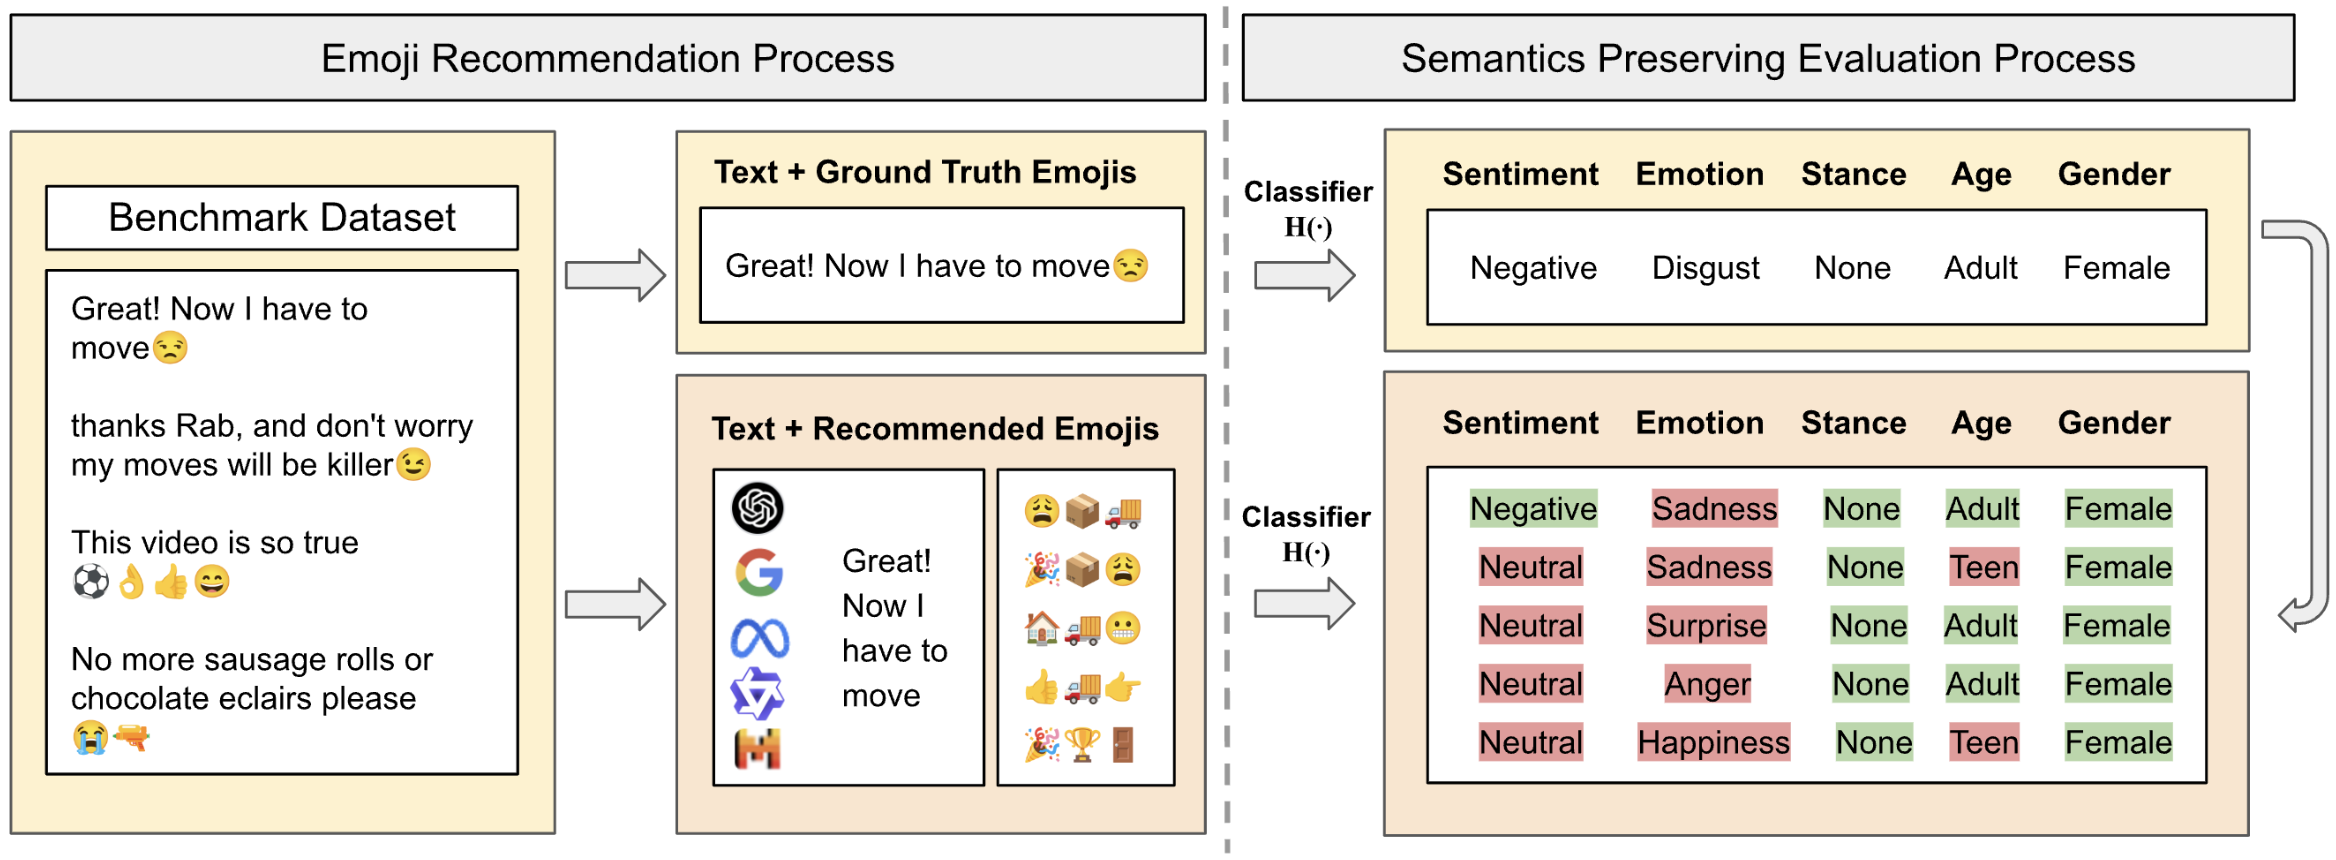 Emoji Recommendation Process
Semantics Preserving Evaluation Process
Benchmark Dataset
Great! Now I have to
move😒
thanks Rab, and don't worry
my moves will be killer😉
This video is so true
⚽👌👍😄
No more sausage rolls or
chocolate eclairs please
😭🔫
Text + Ground Truth Emojis
Great! Now I have to move😒
Text + Recommended Emojis
Great!
Now I
have to
move
😩📦🚚
🎉📦😩
🏠🚚😬
👍🚚👉
🎉🏆🚪
Classifier
H(·)
Sentiment Emotion Stance Age Gender
Negative Disgust None Adult Female
Classifier
H(·)
Sentiment Emotion Stance Age Gender
Negative Sadness None Adult Female
Neutral Sadness None Teen Female
Neutral Surprise None Adult Female
Neutral Anger None Adult Female
Neutral Happiness None Teen Female